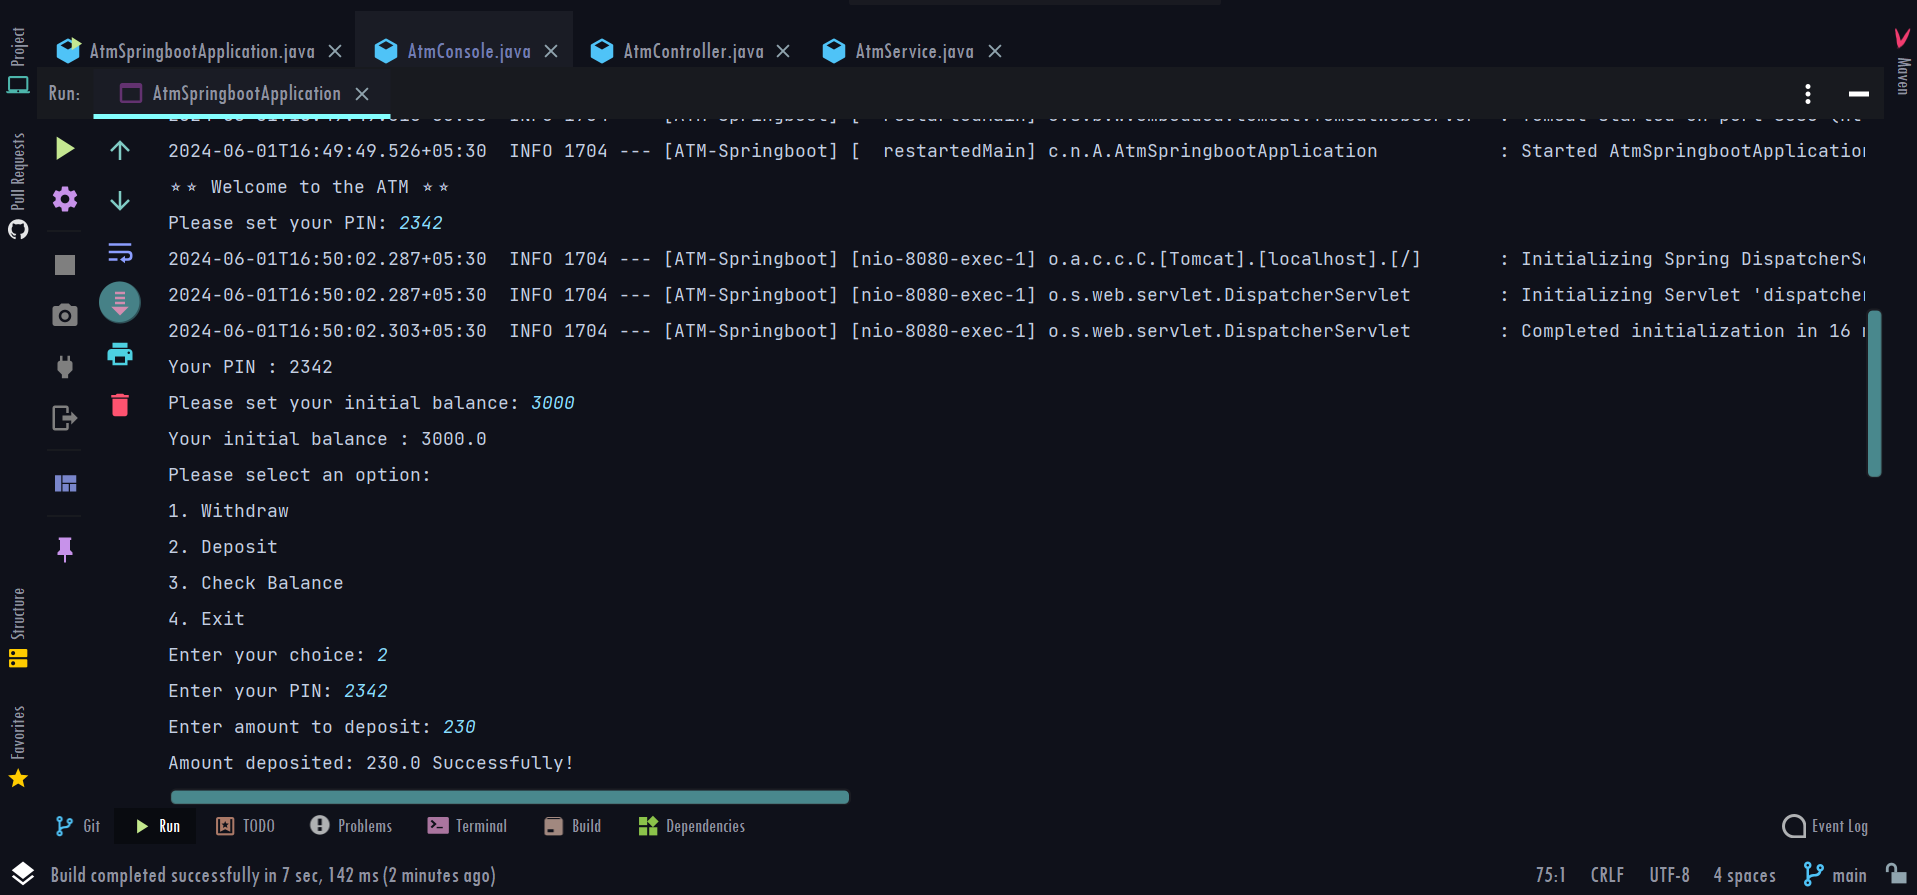 AtmSpringbootApplication.java AtmConsole.java AtmController.java AtmService.java
Project
Pull Requests
Structure
Favorites
Maven
Run: AtmSpringbootApplication
2024-06-01T16:49:49.526+05:30  INFO 1704 --- [ATM-Springboot] [  restartedMain] c.n.A.AtmSpringbootApplication           : Started AtmSpringbootApplication
⭐⭐ Welcome to the ATM ⭐⭐
Please set your PIN: 2342
2024-06-01T16:50:02.287+05:30  INFO 1704 --- [ATM-Springboot] [nio-8080-exec-1] o.a.c.c.C.[Tomcat].[localhost].[/]       : Initializing Spring DispatcherSe
2024-06-01T16:50:02.287+05:30  INFO 1704 --- [ATM-Springboot] [nio-8080-exec-1] o.s.web.servlet.DispatcherServlet        : Initializing Servlet 'dispatcher
2024-06-01T16:50:02.303+05:30  INFO 1704 --- [ATM-Springboot] [nio-8080-exec-1] o.s.web.servlet.DispatcherServlet        : Completed initialization in 16
Your PIN : 2342
Please set your initial balance: 3000
Your initial balance : 3000.0
Please select an option:
1. Withdraw
2. Deposit
3. Check Balance
4. Exit
Enter your choice: 2
Enter your PIN: 2342
Enter amount to deposit: 230
Amount deposited: 230.0 Successfully!
Git Run TODO Problems Terminal Build Dependencies Event Log
Build completed successfully in 7 sec, 142 ms (2 minutes ago) 75:1 CRLF UTF-8 4 spaces main